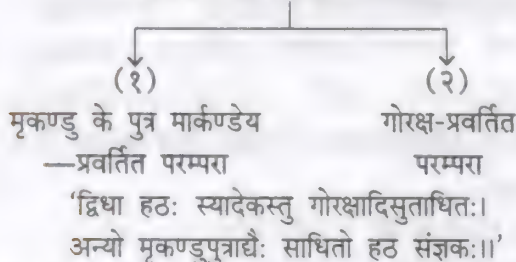 (१) (२)
मृकण्डु के पुत्र मार्कण्डेय गोरक्ष-प्रवर्तित
—प्रवर्तित परम्परा परम्परा
'द्विधा हठः स्यादेकस्तु गोरक्षादिसुताधितः।
अन्यो मृकण्डुपुत्राद्यैः साधितो हठ संज्ञकः॥'